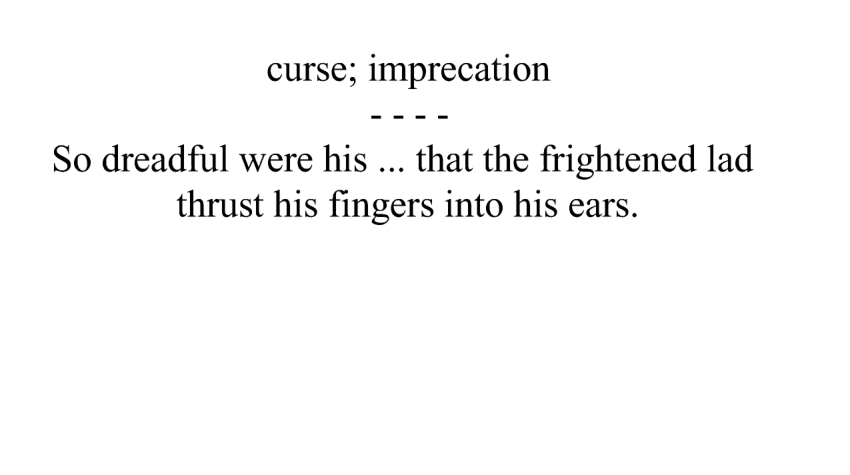 curse; imprecation
- - - -
So dreadful were his ... that the frightened lad
thrust his fingers into his ears.